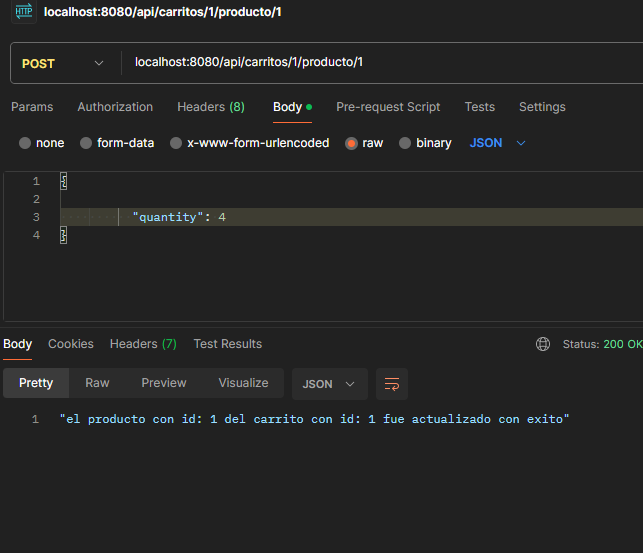 HTTP localhost:8080/api/carritos/1/producto/1
POST localhost:8080/api/carritos/1/producto/1
Params Authorization Headers (8) Body Pre-request Script Tests Settings
none form-data x-www-form-urlencoded raw binary JSON
1 {
2
3 "quantity": 4
4 }
Body Cookies Headers (7) Test Results Status: 200 OK
Pretty Raw Preview Visualize JSON
1 "el producto con id: 1 del carrito con id: 1 fue actualizado con exito"